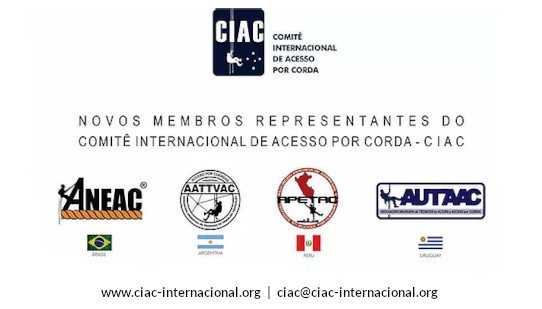 CIAC
COMITÊ
INTERNACIONAL
DE ACESSO
POR CORDA
NOVOS MEMBROS REPRESENTANTES DO
COMITÊ INTERNACIONAL DE ACESSO POR CORDA - CIAC
ANEAC®
AATTVAC
APETAC
AUTAAC
BRASIL
ARGENTINA
PERU
URUGUAY
www.ciac-internacional.org | ciac@ciac-internacional.org